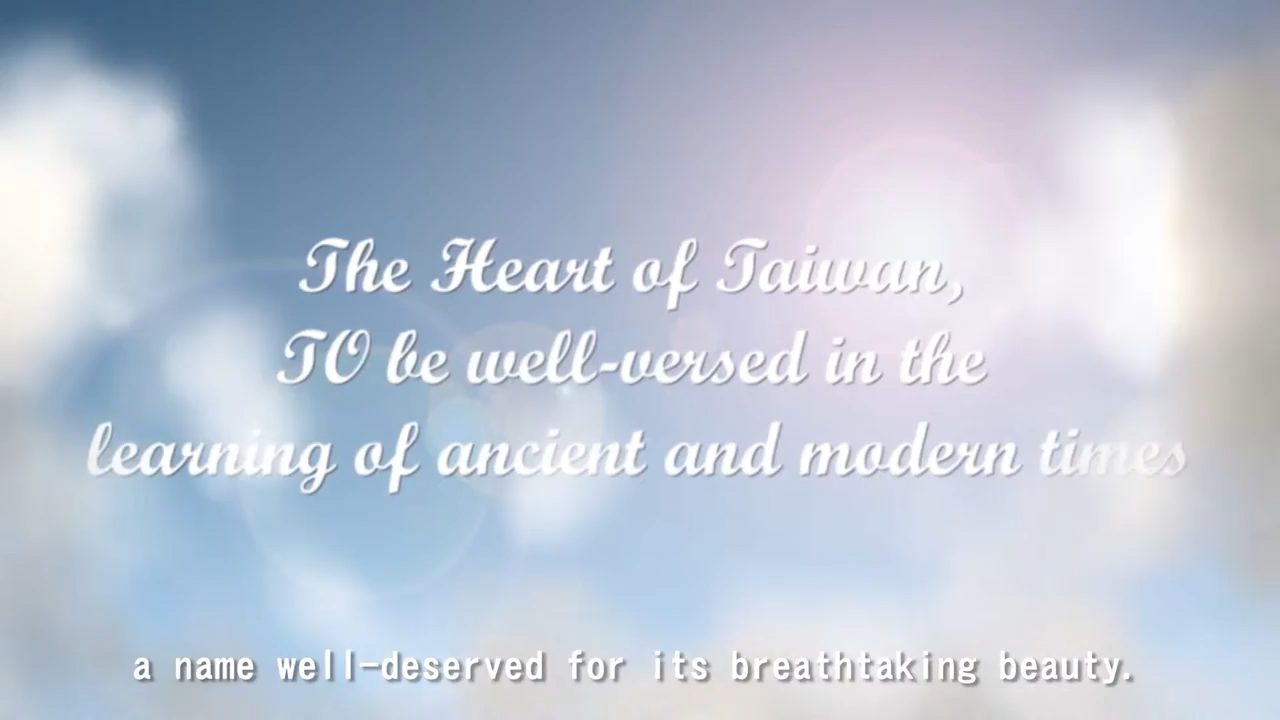 The Heart of Taiwan,
TO be well-versed in the
learning of ancient and modern times
a name well-deserved for its breathtaking beauty.